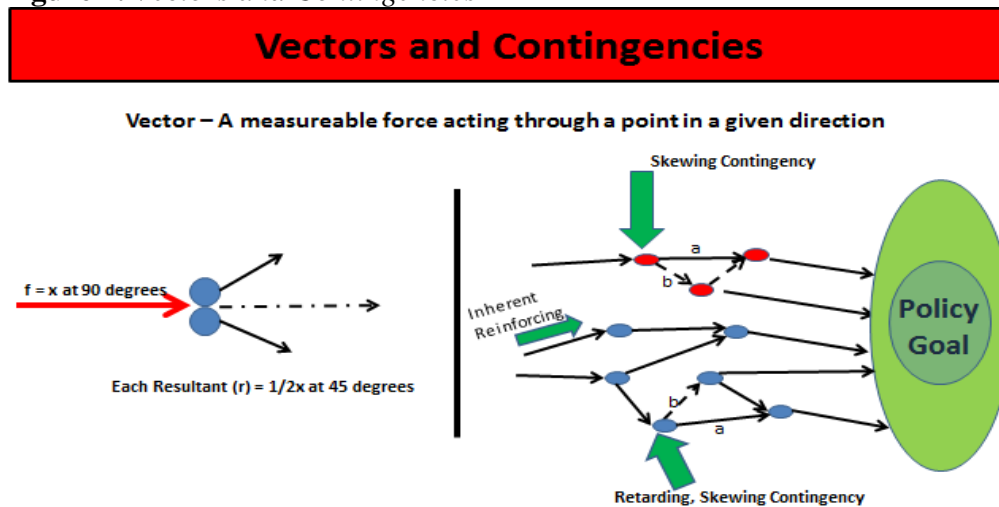 Vectors and Contingencies
Vector – A measureable force acting through a point in a given direction
Skewing Contingency
f = x at 90 degrees
Each Resultant (r) = 1/2x at 45 degrees
a
b
Inherent
Reinforcing
b
a
Policy
Goal
Retarding, Skewing Contingency